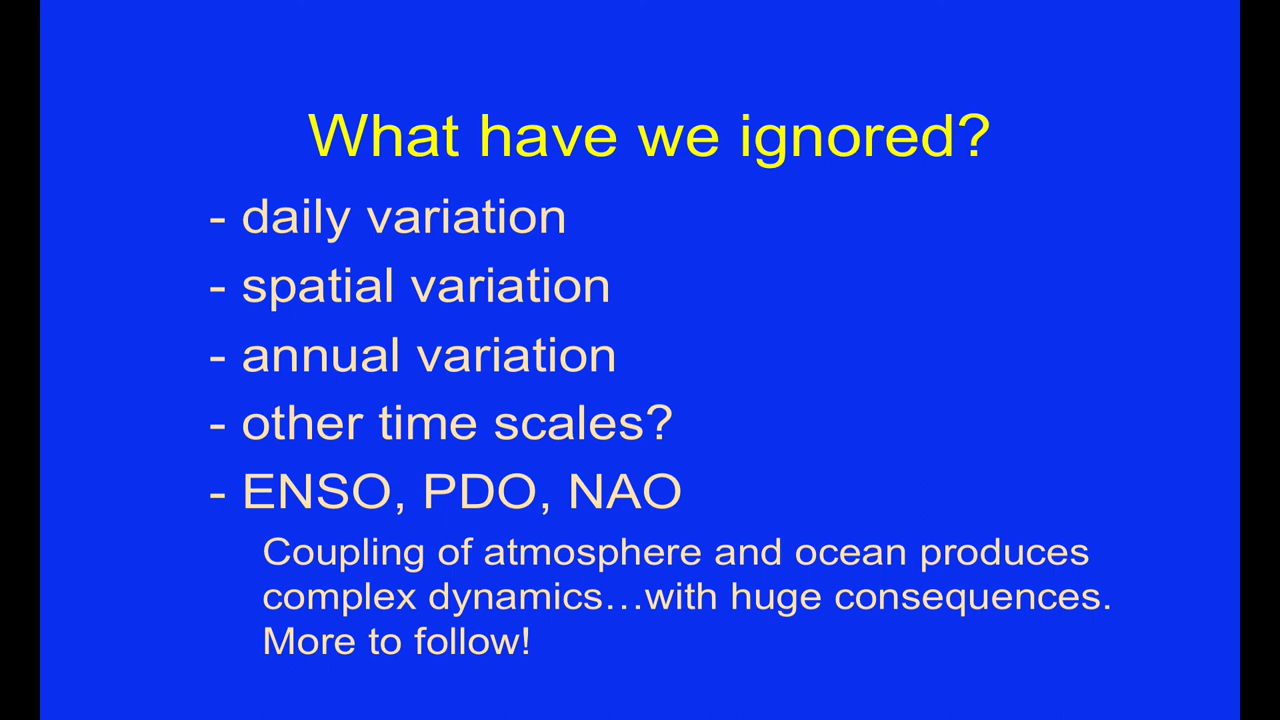 What have we ignored?
- daily variation
- spatial variation
- annual variation
- other time scales?
- ENSO, PDO, NAO
Coupling of atmosphere and ocean produces
complex dynamics…with huge consequences.
More to follow!